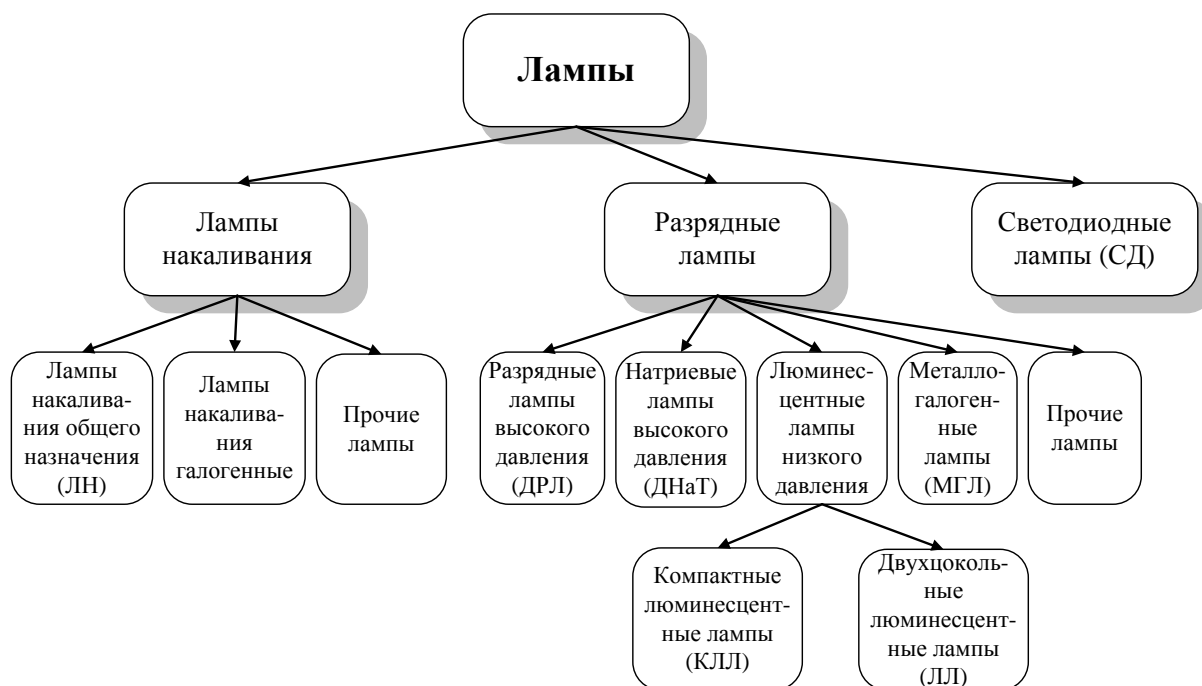 Лампы
Лампы
накаливания
Разрядные
лампы
Светодиодные
лампы (СД)
Лампы
накалива-
ния общего
назначения
(ЛН)
Лампы
накалива-
ния
галогенные
Прочие
лампы
Разрядные
лампы
высокого
давления
(ДРЛ)
Натриевые
лампы
высокого
давления
(ДНаТ)
Люминес-
центные
лампы
низкого
давления
Металло-
галоген-
ные
лампы
(МГЛ)
Прочие
лампы
Компактные
люминесцент-
ные лампы
(КЛЛ)
Двухцоколь-
ные
люминесцент-
ные лампы
(ЛЛ)